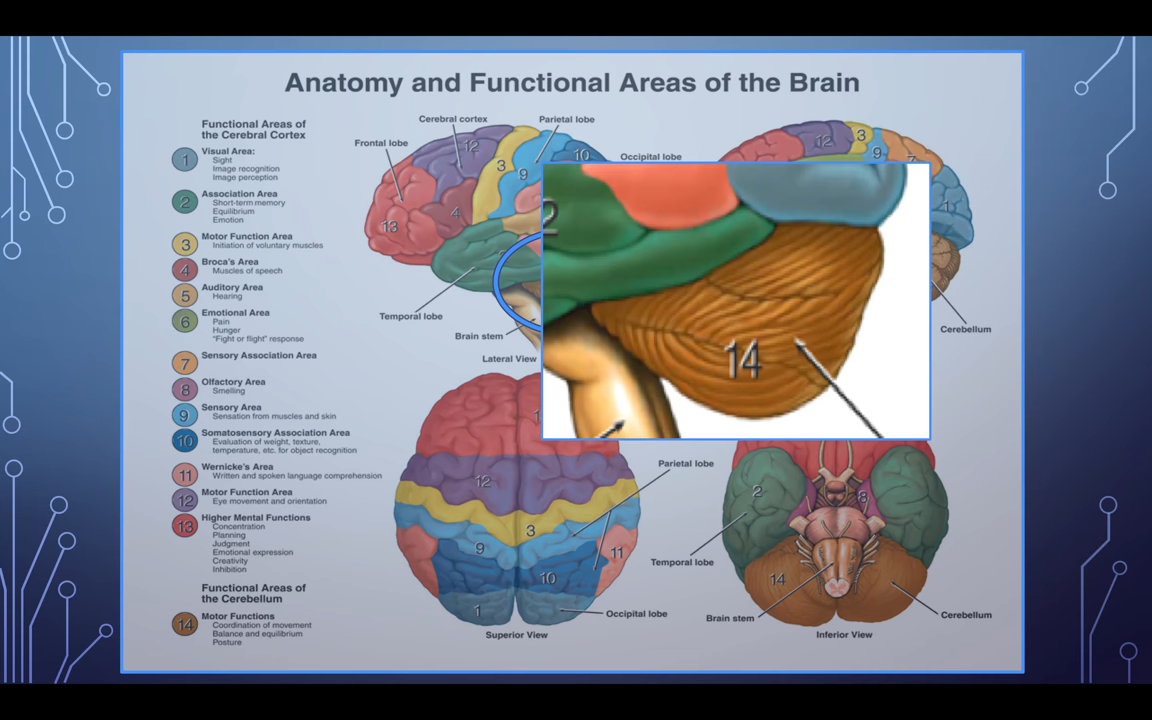 Anatomy and Functional Areas of the Brain
Functional Areas of
the Cerebral Cortex
1
Visual Area:
Sight
Image recognition
Image perception
2
Association Area
Short-term memory
Equilibrium
Emotion
3
Motor Function Area
Initiation of voluntary muscles
4
Broca's Area
Muscles of speech
5
Auditory Area
Hearing
6
Emotional Area
Pain
Hunger
"Fight or flight" response
7
Sensory Association Area
8
Olfactory Area
Smelling
9
Sensory Area
Sensation from muscles and skin
10
Somatosensory Association Area
Evaluation of weight, texture,
temperature, etc. for object recognition
11
Wernicke's Area
Written and spoken language comprehension
12
Motor Function Area
Eye movement and orientation
13
Higher Mental Functions
Concentration
Planning
Judgment
Emotional expression
Creativity
Inhibition
Functional Areas of
the Cerebellum
14
Motor Functions
Coordination of movement
Balance and equilibrium
Posture
Cerebral cortex
Parietal lobe
Frontal lobe
Occipital lobe
12
3
9
10
4
13
Temporal lobe
Brain stem
Lateral View
2
14
12
3
9
7
1
Cerebellum
12
3
9
10
11
1
Parietal lobe
Occipital lobe
Superior View
2
8
14
Temporal lobe
Brain stem
Cerebellum
Inferior View